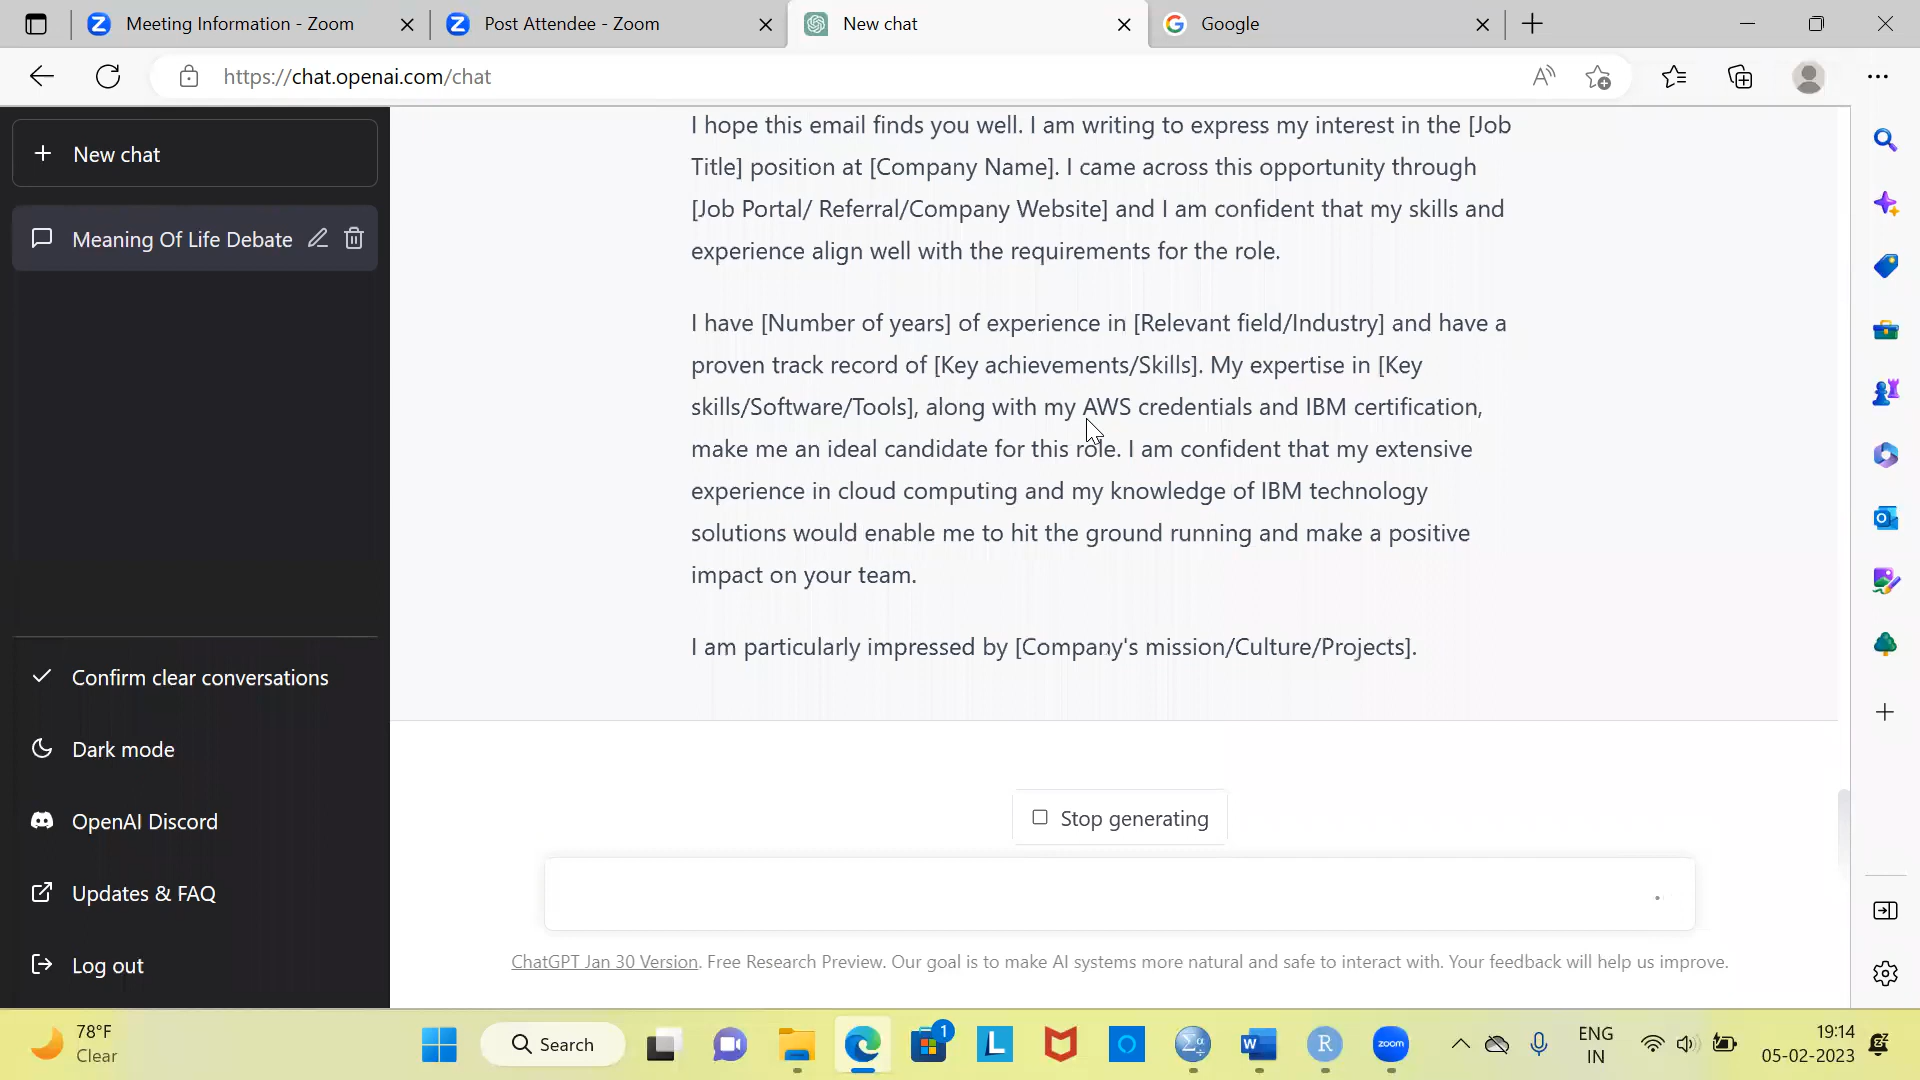 Meeting Information - Zoom
Post Attendee - Zoom
New chat
Google
https://chat.openai.com/chat
New chat
Meaning Of Life Debate
Confirm clear conversations
Dark mode
OpenAI Discord
Updates & FAQ
Log out
I hope this email finds you well. I am writing to express my interest in the [Job
Title] position at [Company Name]. I came across this opportunity through
[Job Portal/ Referral/Company Website] and I am confident that my skills and
experience align well with the requirements for the role.
I have [Number of years] of experience in [Relevant field/Industry] and have a
proven track record of [Key achievements/Skills]. My expertise in [Key
skills/Software/Tools], along with my AWS credentials and IBM certification,
make me an ideal candidate for this role. I am confident that my extensive
experience in cloud computing and my knowledge of IBM technology
solutions would enable me to hit the ground running and make a positive
impact on your team.
I am particularly impressed by [Company's mission/Culture/Projects].
Stop generating
ChatGPT Jan 30 Version. Free Research Preview. Our goal is to make AI systems more natural and safe to interact with. Your feedback will help us improve.
78°F
Clear
Search
1
L
R
zoom
ENG
IN
19:14
05-02-2023